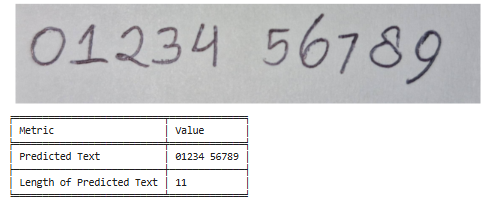 01234 56789
Metric Value
Predicted Text 01234 56789
Length of Predicted Text 11